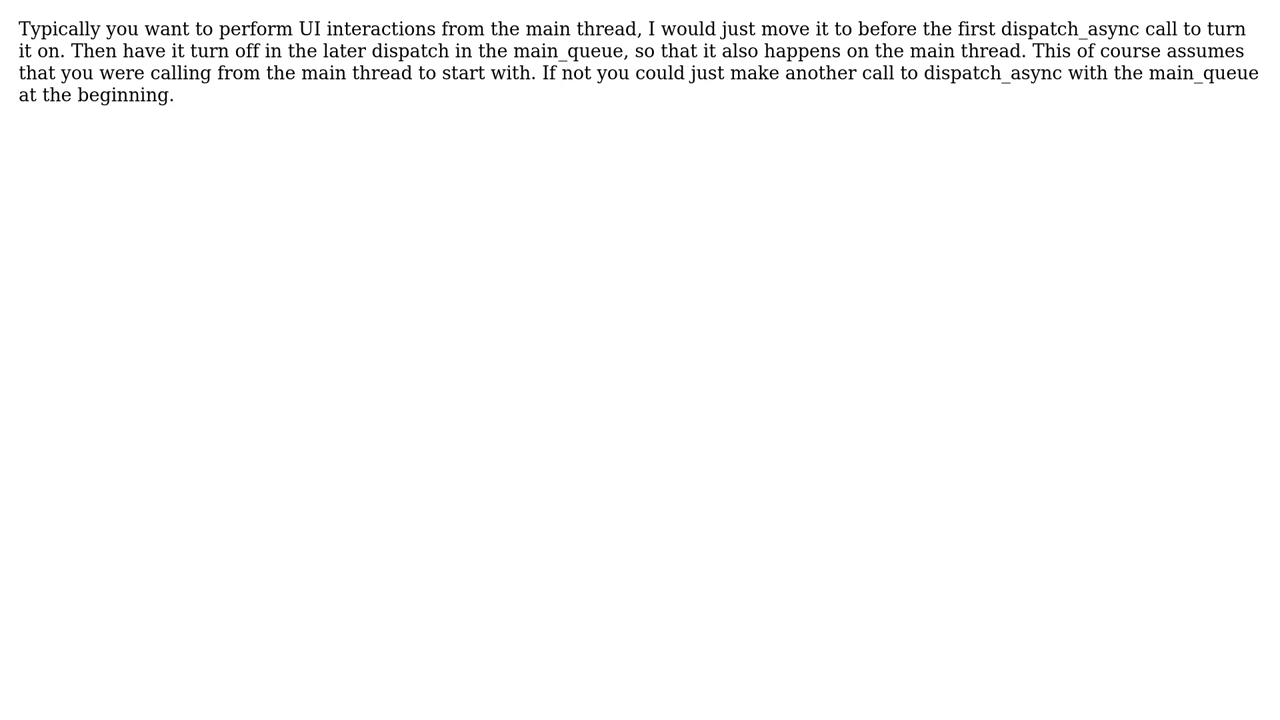 Typically you want to perform UI interactions from the main thread, I would just move it to before the first dispatch_async call to turn
it on. Then have it turn off in the later dispatch in the main_queue, so that it also happens on the main thread. This of course assumes
that you were calling from the main thread to start with. If not you could just make another call to dispatch_async with the main_queue
at the beginning.